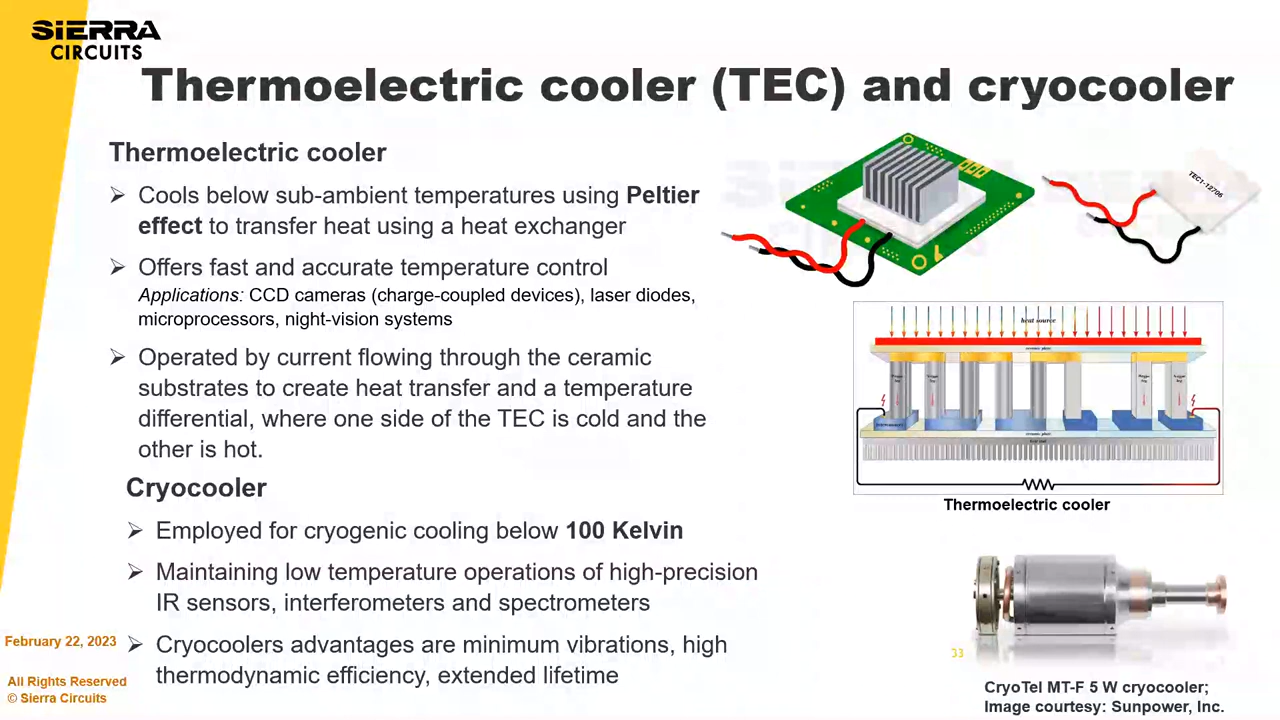 SIERRA
CIRCUITS
Thermoelectric cooler (TEC) and cryocooler
Thermoelectric cooler
Cools below sub-ambient temperatures using Peltier
effect to transfer heat using a heat exchanger
Offers fast and accurate temperature control
Applications: CCD cameras (charge-coupled devices), laser diodes,
microprocessors, night-vision systems
Operated by current flowing through the ceramic
substrates to create heat transfer and a temperature
differential, where one side of the TEC is cold and the
other is hot.
TEC1-12706
heat source
ceramic plate
ceramic plate
heat sink
Thermoelectric cooler
Cryocooler
Employed for cryogenic cooling below 100 Kelvin
Maintaining low temperature operations of high-precision
IR sensors, interferometers and spectrometers
Cryocoolers advantages are minimum vibrations, high
thermodynamic efficiency, extended lifetime
33
CryoTel MT-F 5 W cryocooler;
Image courtesy: Sunpower, Inc.
February 22, 2023
All Rights Reserved
© Sierra Circuits